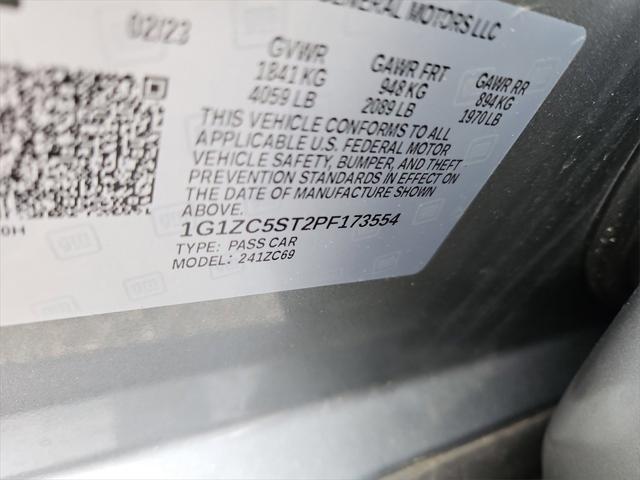 GENERAL MOTORS LLC
02/23
GVWR
1841 KG
4059 LB
GAWR FRT
948 KG
2089 LB
GAWR RR
894 KG
1970 LB
THIS VEHICLE CONFORMS TO ALL
APPLICABLE U.S. FEDERAL MOTOR
VEHICLE SAFETY, BUMPER, AND THEFT
PREVENTION STANDARDS IN EFFECT ON
THE DATE OF MANUFACTURE SHOWN
ABOVE.
1G1ZC5ST2PF173554
TYPE: PASS CAR
MODEL: 241ZC69